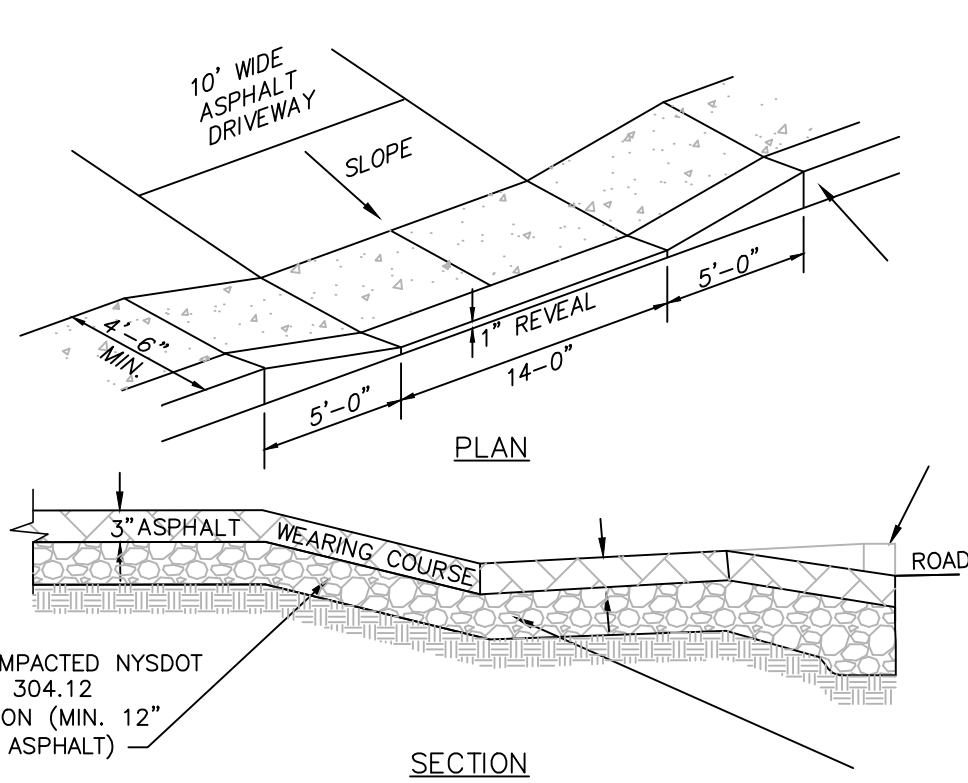 10' WIDE
ASPHALT
DRIVEWAY
SLOPE
4'-6"
MIN.
5'-0"
1" REVEAL
14-0"
5'-0"
PLAN
3" ASPHALT
WEARING COURSE
ROAD
MPACTED NYSDOT
304.12
ON (MIN. 12"
ASPHALT)
SECTION